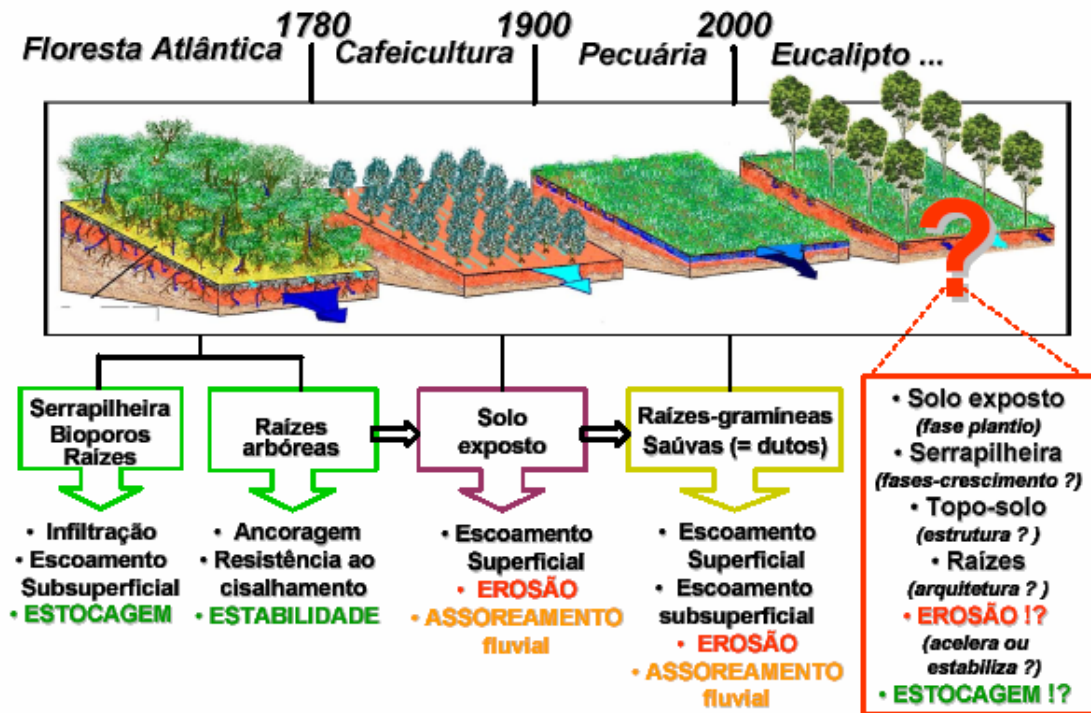 1780
1900
2000
Floresta Atlântica
Cafeicultura
Pecuária
Eucalipto ...
?
Serrapilheira
Bioporos
Raízes
Raízes
arbóreas
Solo
exposto
Raízes-gramíneas
Saúvas (= dutos)
• Infiltração
• Escoamento
Subsuperficial
• ESTOCAGEM
• Ancoragem
• Resistência ao
cisalhamento
• ESTABILIDADE
• Escoamento
Superficial
• EROSÃO
• ASSOREAMENTO
fluvial
• Escoamento
Superficial
• Escoamento
subsuperficial
• EROSÃO
• ASSOREAMENTO
fluvial
• Solo exposto
(fase plantio)
• Serrapilheira
(fases-crescimento ?)
• Topo-solo
(estrutura ? )
• Raízes
(arquitetura ? )
• EROSÃO !?
(acelera ou
estabiliza ?)
• ESTOCAGEM !?